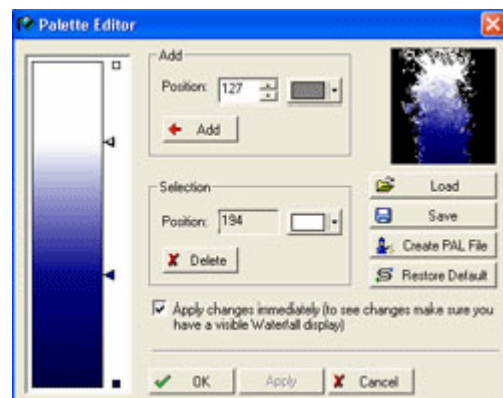 Palette Editor
Add
Position: 127
Add
Selection
Position: 194
Delete
Load
Save
Create PAL File
Restore Default
Apply changes immediately (to see changes make sure you
have a visible Waterfall display)
OK Apply Cancel